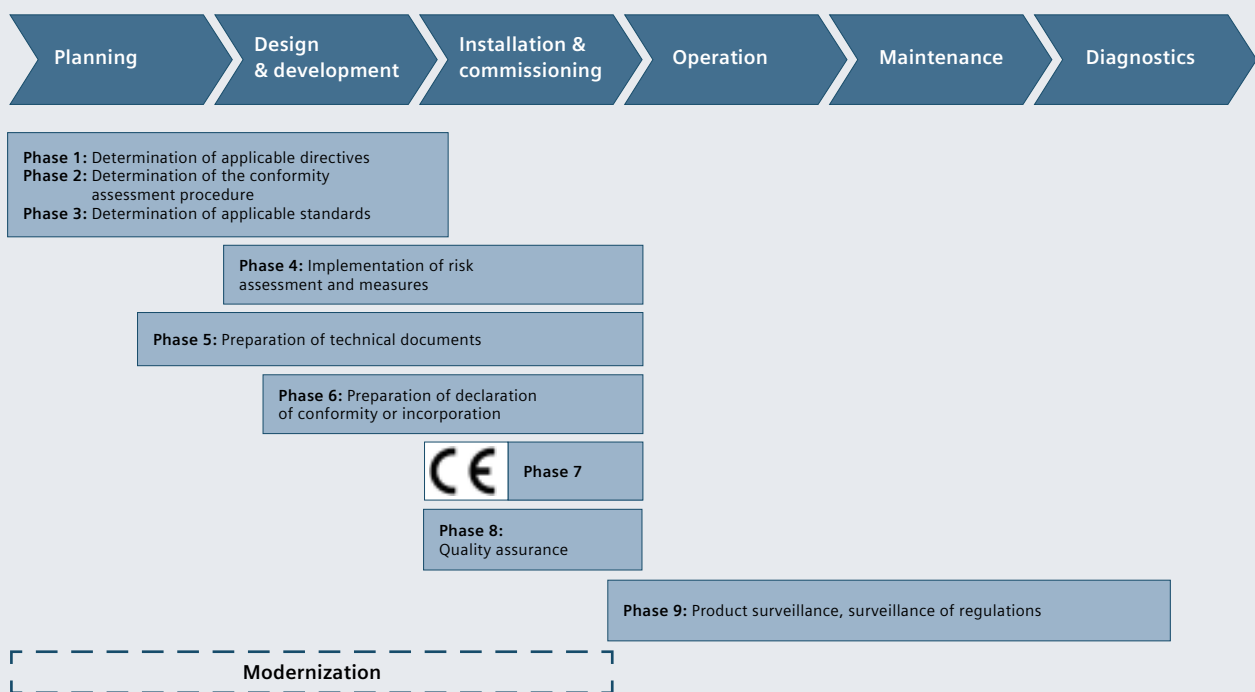 Planning
Design
& development
Installation &
commissioning
Operation
Maintenance
Diagnostics
Phase 1: Determination of applicable directives
Phase 2: Determination of the conformity
assessment procedure
Phase 3: Determination of applicable standards
Phase 4: Implementation of risk
assessment and measures
Phase 5: Preparation of technical documents
Phase 6: Preparation of declaration
of conformity or incorporation
CE Phase 7
Phase 8:
Quality assurance
Phase 9: Product surveillance, surveillance of regulations
Modernization